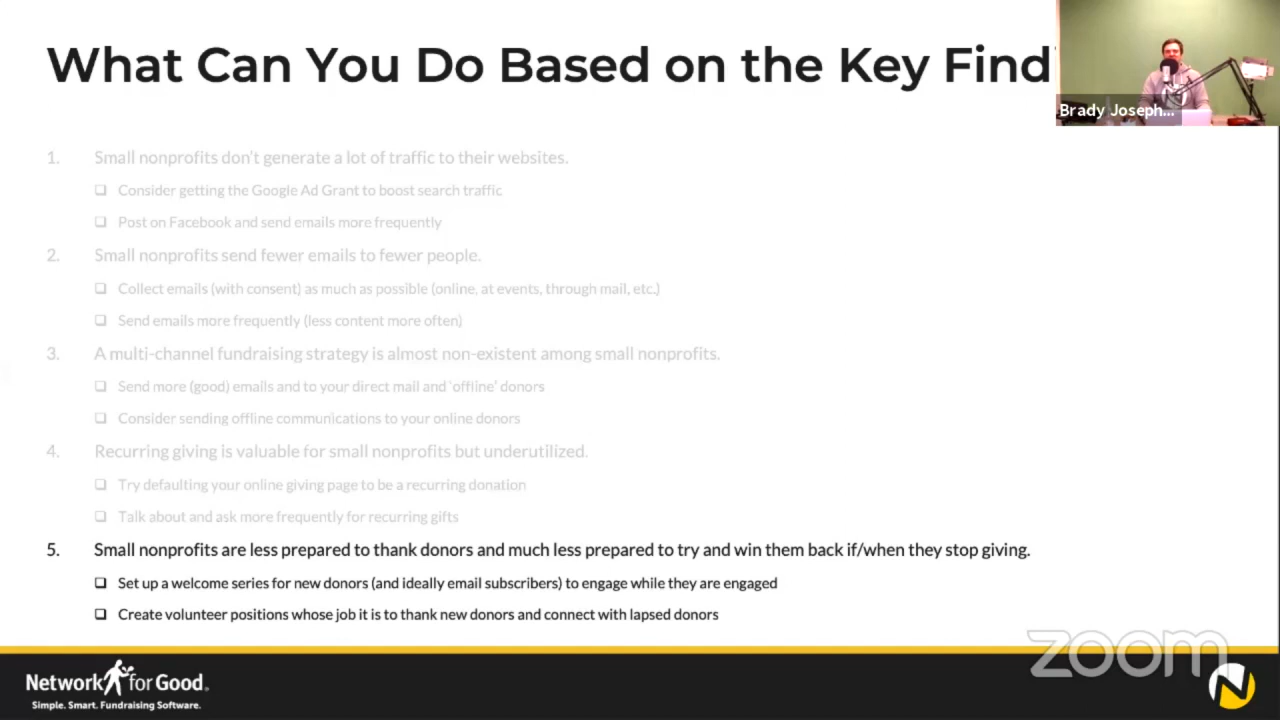 What Can You Do Based on the Key Find
Brady Joseph...
1. Small nonprofits don't generate a lot of traffic to their websites.
❏ Consider getting the Google Ad Grant to boost search traffic
❏ Post on Facebook and send emails more frequently
2. Small nonprofits send fewer emails to fewer people.
❏ Collect emails (with consent) as much as possible (online, at events, through mail, etc.)
❏ Send emails more frequently (less content more often)
3. A multi-channel fundraising strategy is almost non-existent among small nonprofits.
❏ Send more (good) emails and to your direct mail and ‘offline’ donors
❏ Consider sending offline communications to your online donors
4. Recurring giving is valuable for small nonprofits but underutilized.
❏ Try defaulting your online giving page to be a recurring donation
❏ Talk about and ask more frequently for recurring gifts
5. Small nonprofits are less prepared to thank donors and much less prepared to try and win them back if/when they stop giving.
❏ Set up a welcome series for new donors (and ideally email subscribers) to engage while they are engaged
❏ Create volunteer positions whose job it is to thank new donors and connect with lapsed donors
zoom
Network for Good.
Simple. Smart. Fundraising Software.
N